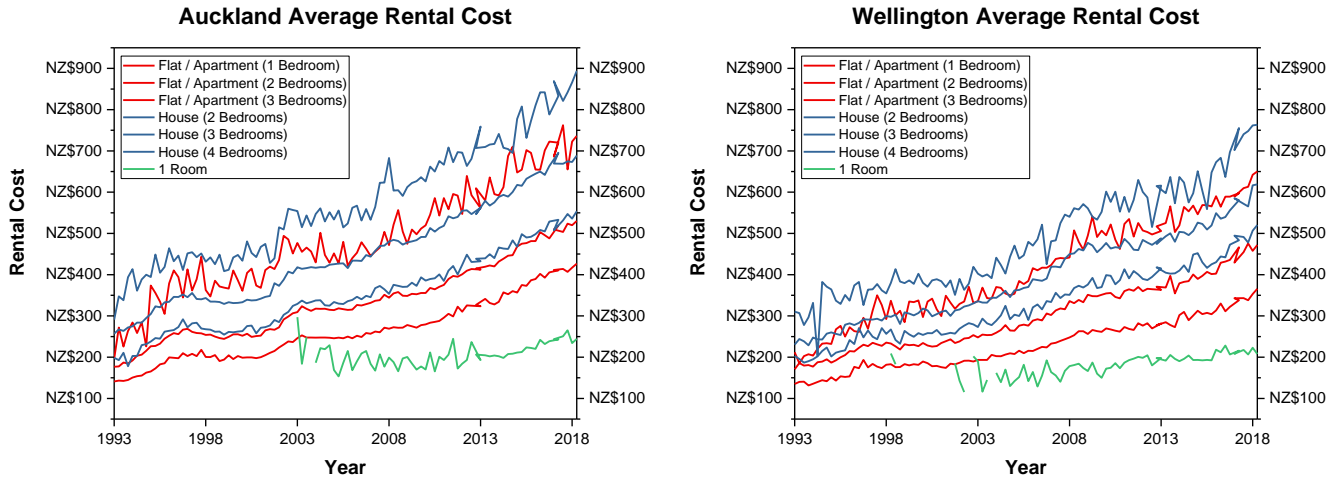 Auckland Average Rental Cost
NZ$900
NZ$800
NZ$700
NZ$600
NZ$500
NZ$400
NZ$300
NZ$200
NZ$100
Rental Cost
Flat / Apartment (1 Bedroom)
Flat / Apartment (2 Bedrooms)
Flat / Apartment (3 Bedrooms)
House (2 Bedrooms)
House (3 Bedrooms)
House (4 Bedrooms)
1 Room
NZ$900
NZ$800
NZ$700
NZ$600
NZ$500
NZ$400
NZ$300
NZ$200
NZ$100
1993 1998 2003 2008 2013 2018
Year
Wellington Average Rental Cost
NZ$900
NZ$800
NZ$700
NZ$600
NZ$500
NZ$400
NZ$300
NZ$200
NZ$100
Rental Cost
Flat / Apartment (1 Bedroom)
Flat / Apartment (2 Bedrooms)
Flat / Apartment (3 Bedrooms)
House (2 Bedrooms)
House (3 Bedrooms)
House (4 Bedrooms)
1 Room
NZ$900
NZ$800
NZ$700
NZ$600
NZ$500
NZ$400
NZ$300
NZ$200
NZ$100
1993 1998 2003 2008 2013 2018
Year